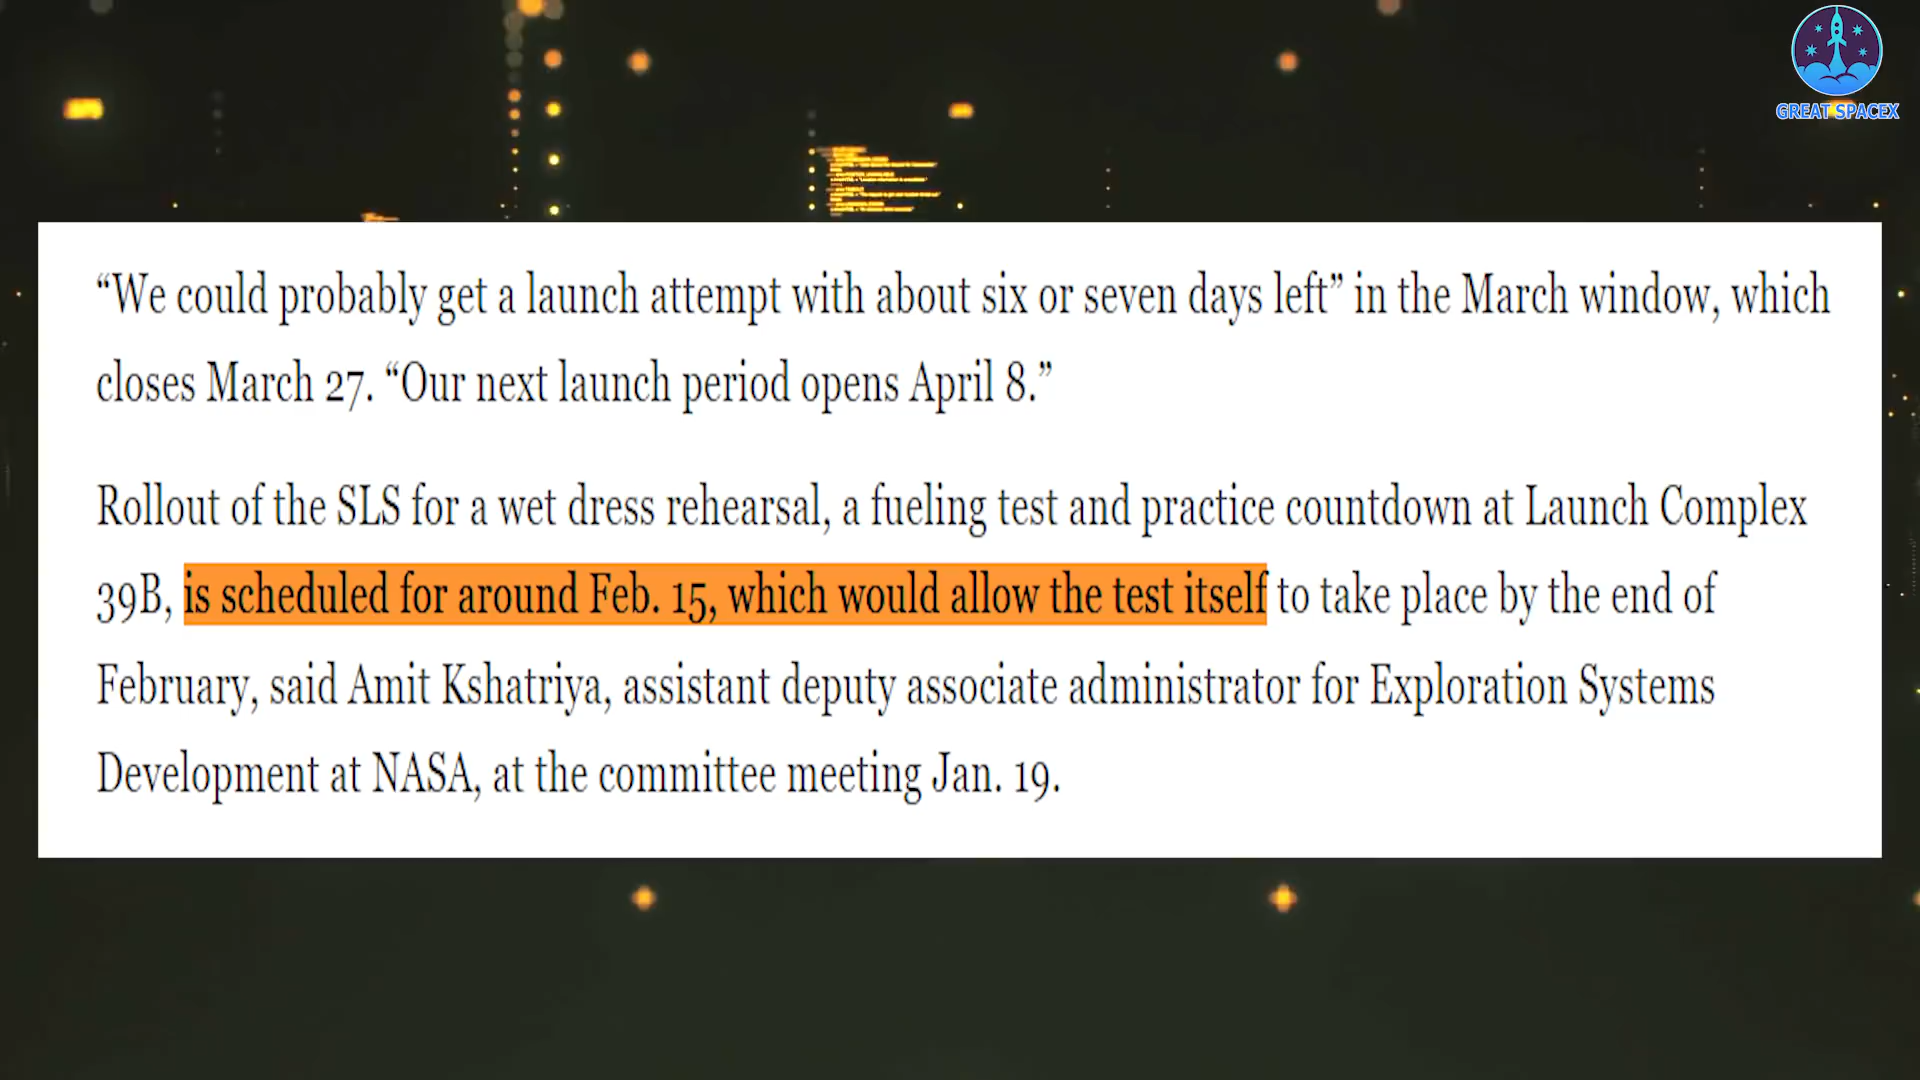 GREAT SPACEX
“We could probably get a launch attempt with about six or seven days left” in the March window, which
closes March 27. “Our next launch period opens April 8.”
Rollout of the SLS for a wet dress rehearsal, a fueling test and practice countdown at Launch Complex
39B, is scheduled for around Feb. 15, which would allow the test itself to take place by the end of
February, said Amit Kshatriya, assistant deputy associate administrator for Exploration Systems
Development at NASA, at the committee meeting Jan. 19.